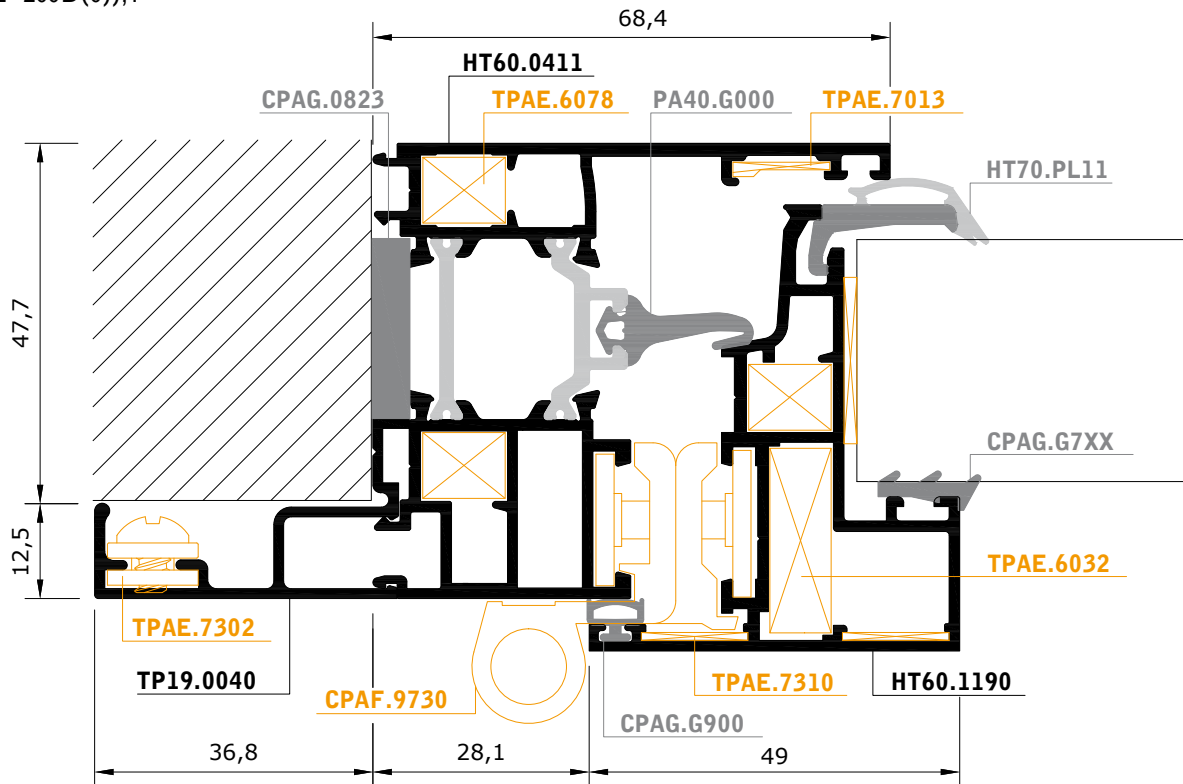 68,4
HT60.0411
CPAG.0823
TPAE.6078
PA40.G000
TPAE.7013
HT70.PL11
47,7
CPAG.G7XX
12,5
TPAE.6032
TPAE.7302
TP19.0040
CPAF.9730
TPAE.7310
HT60.1190
CPAG.G900
36,8
28,1
49